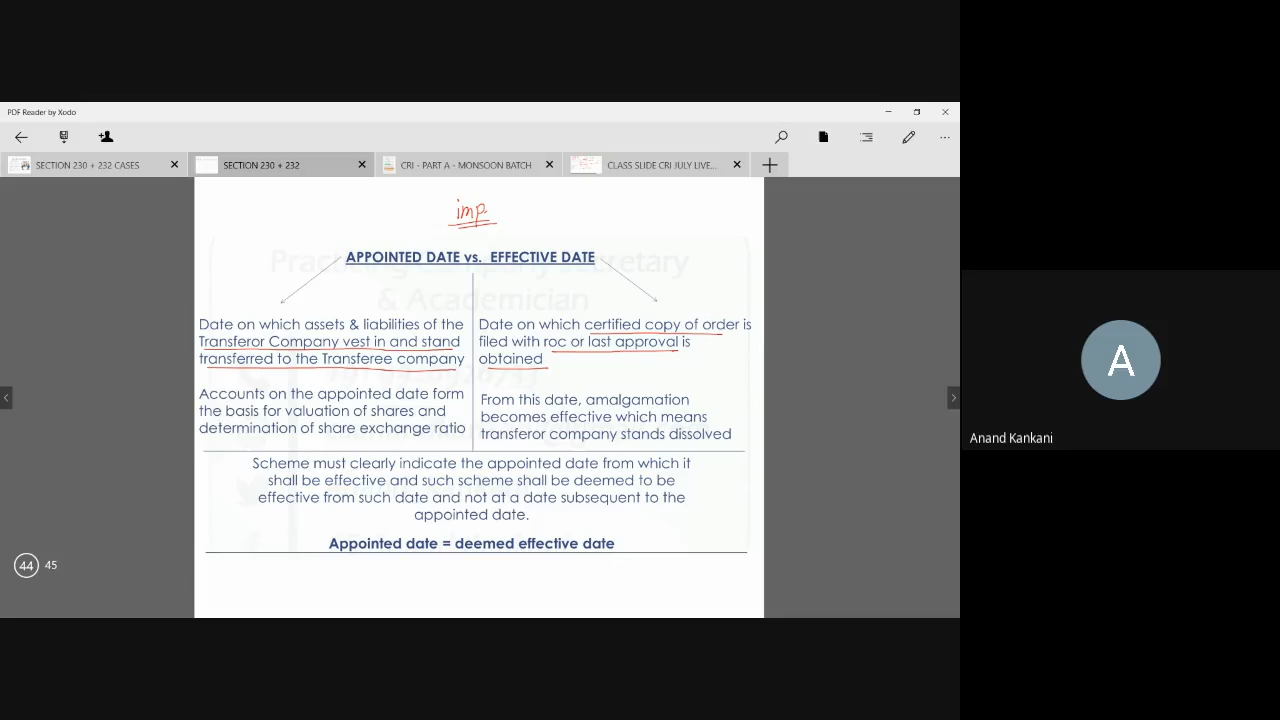 PDF Reader by Xodo
SECTION 230 + 232 CASES
SECTION 230 + 232
CRI - PART A - MONSOON BATCH
CLASS SLIDE CRI JULY LIVE...
imp
Practicing Company Secretary
& Academician
APPOINTED DATE vs. EFFECTIVE DATE
Date on which assets & liabilities of the
Transferor Company vest in and stand
transferred to the Transferee company
Accounts on the appointed date form
the basis for valuation of shares and
determination of share exchange ratio
Date on which certified copy of order is
filed with roc or last approval is
obtained
From this date, amalgamation
becomes effective which means
transferor company stands dissolved
Scheme must clearly indicate the appointed date from which it
shall be effective and such scheme shall be deemed to be
effective from such date and not at a date subsequent to the
appointed date.
Appointed date = deemed effective date
44 45
A
Anand Kankani